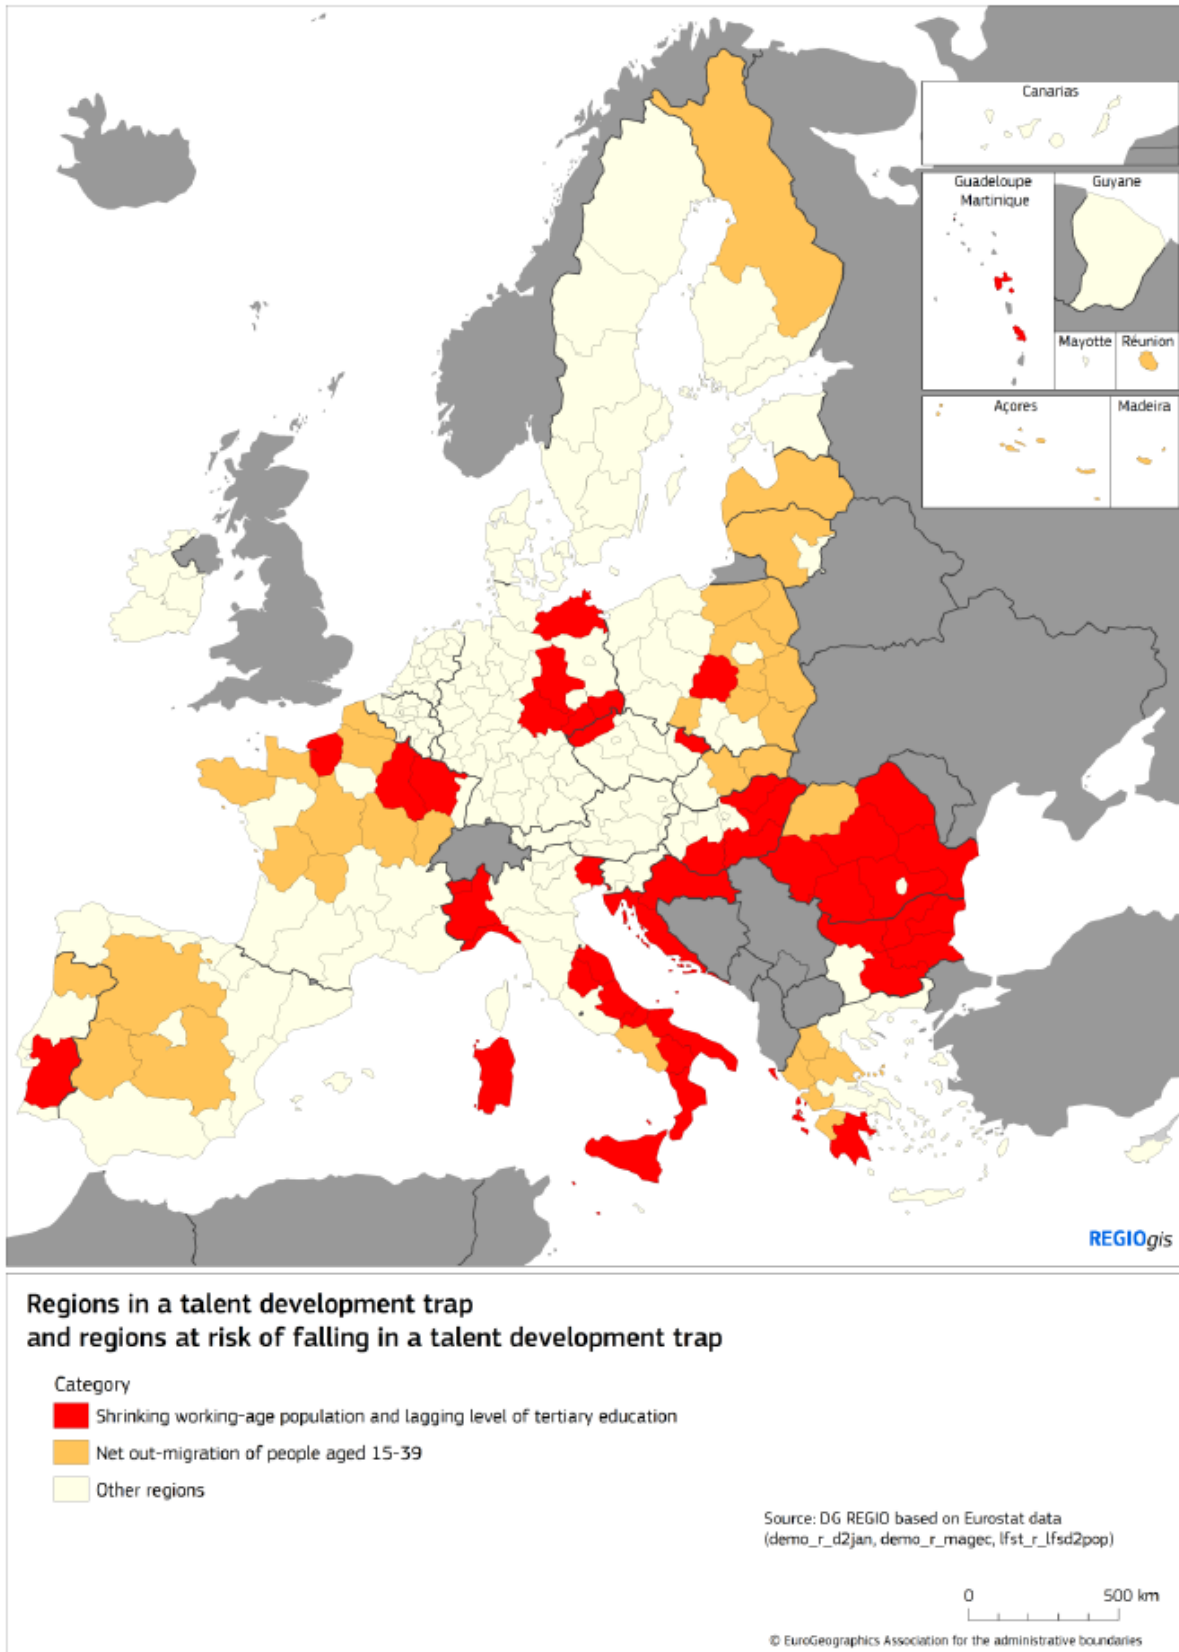 Canarias
Guadeloupe
Martinique
Guyane
Mayotte
Réunion
Açores
Madeira
REGIOgis
Regions in a talent development trap
and regions at risk of falling in a talent development trap
Category
Shrinking working-age population and lagging level of tertiary education
Net out-migration of people aged 15-39
Other regions
Source: DG REGIO based on Eurostat data
(demo_r_d2jan, demo_r_magec, lfst_r_lfsd2pop)
0 500 km
© EuroGeographics Association for the administrative boundaries